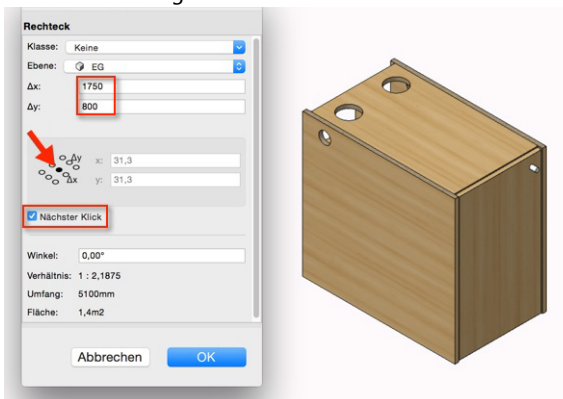 Rechteck
Klasse: Keine
Ebene: EG
Δx: 1750
Δy: 800
Δy x: 31,3
Δx y: 31,3
Nächster Klick
Winkel: 0,00°
Verhältnis: 1 : 2,1875
Umfang: 5100mm
Fläche: 1,4m2
Abbrechen OK